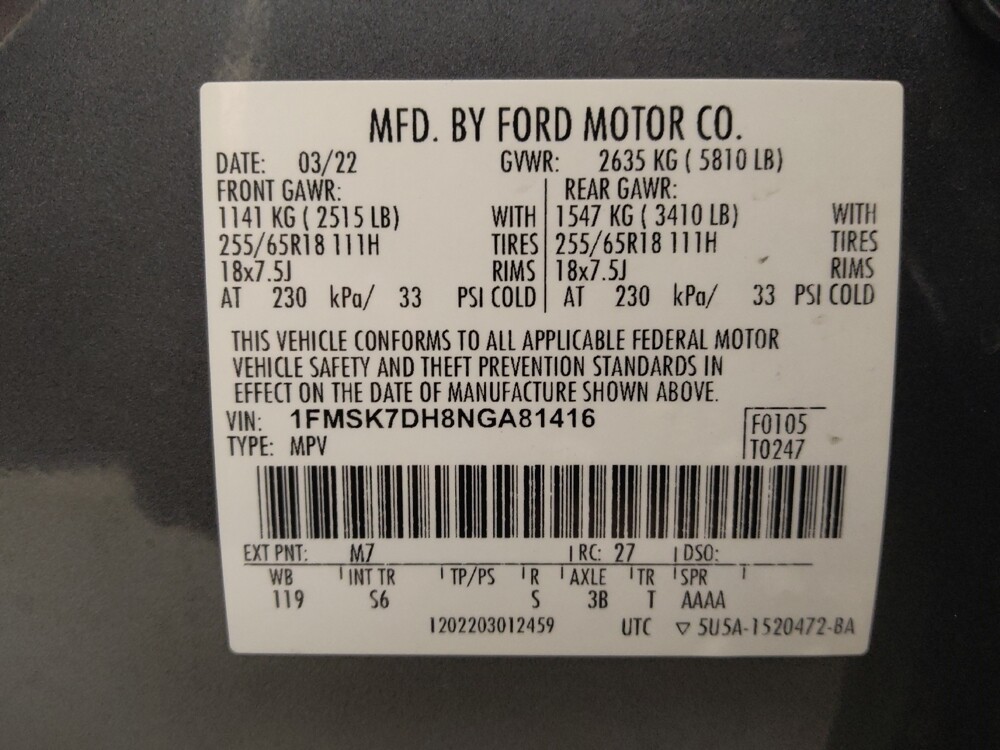 MFD. BY FORD MOTOR CO.
DATE: 03/22 GVWR: 2635 KG ( 5810 LB)
FRONT GAWR: REAR GAWR:
1141 KG ( 2515 LB) WITH 1547 KG ( 3410 LB) WITH
255/65R18 111H TIRES 255/65R18 111H TIRES
18x7.5J RIMS 18x7.5J RIMS
AT 230 kPa/ 33 PSI COLD AT 230 kPa/ 33 PSI COLD
THIS VEHICLE CONFORMS TO ALL APPLICABLE FEDERAL MOTOR
VEHICLE SAFETY AND THEFT PREVENTION STANDARDS IN
EFFECT ON THE DATE OF MANUFACTURE SHOWN ABOVE.
VIN: 1FMSK7DH8NGA81416 F0105
TYPE: MPV T0247
EXT PNT: M7 RC: 27 DSO:
WB INT TR TP/PS R AXLE TR SPR
119 S6 S 3B T AAAA
1202203012459 UTC ▽ 5U5A-1520472-BA